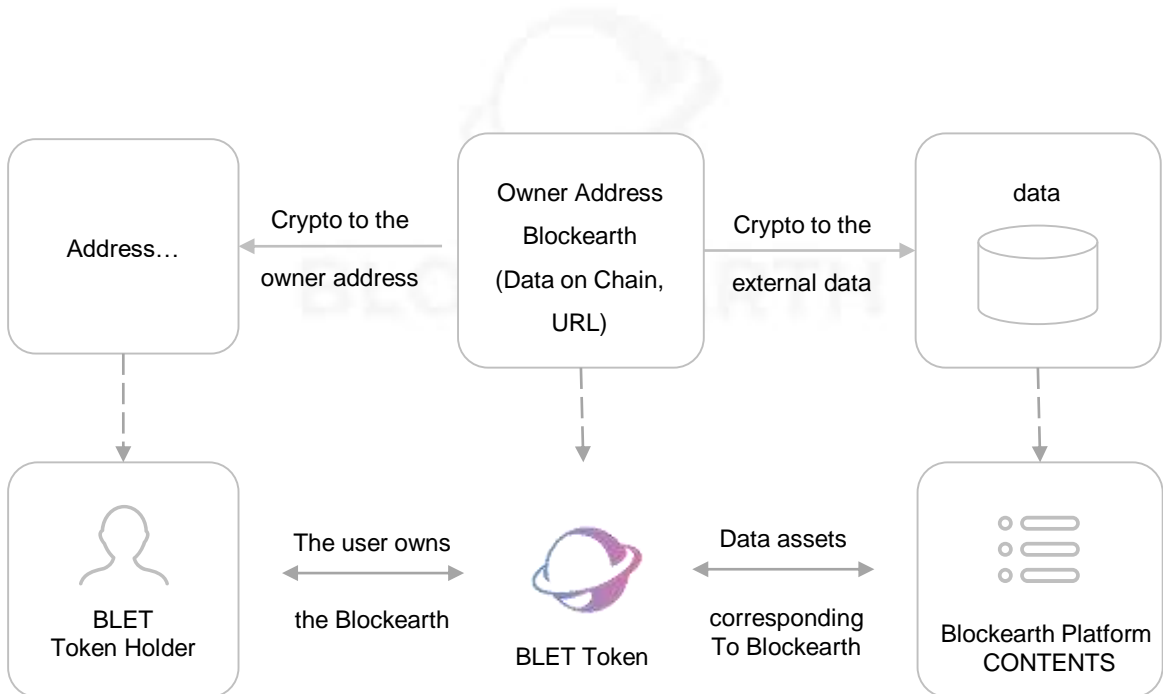 Address…
Crypto to the
owner address
Owner Address
Blockearth
(Data on Chain,
URL)
Crypto to the
external data
data
BLET
Token Holder
The user owns
the Blockearth
BLET Token
Data assets
corresponding
To Blockearth
Blockearth Platform
CONTENTS